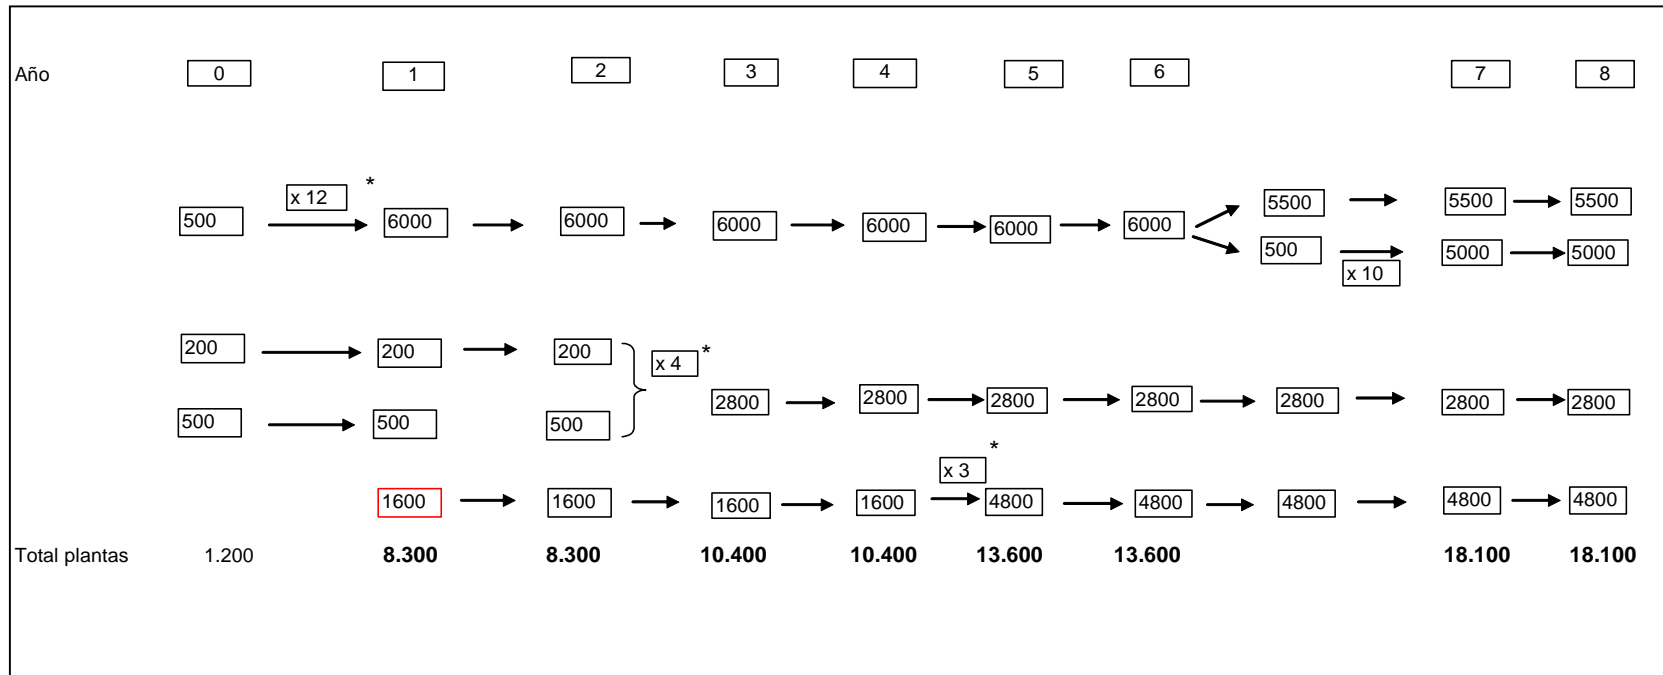 Año 0 1 2 3 4 5 6 7 8
x 12 *
5500 5500 5500
500 6000 6000 6000 6000 6000 6000
500 5000 5000
x 10
200 200 200
x 4 *
2800 2800 2800 2800 2800 2800 2800
500 500 500
x 3 *
1600 1600 1600 1600 4800 4800 4800 4800 4800
Total plantas 1.200 8.300 8.300 10.400 10.400 13.600 13.600 18.100 18.100